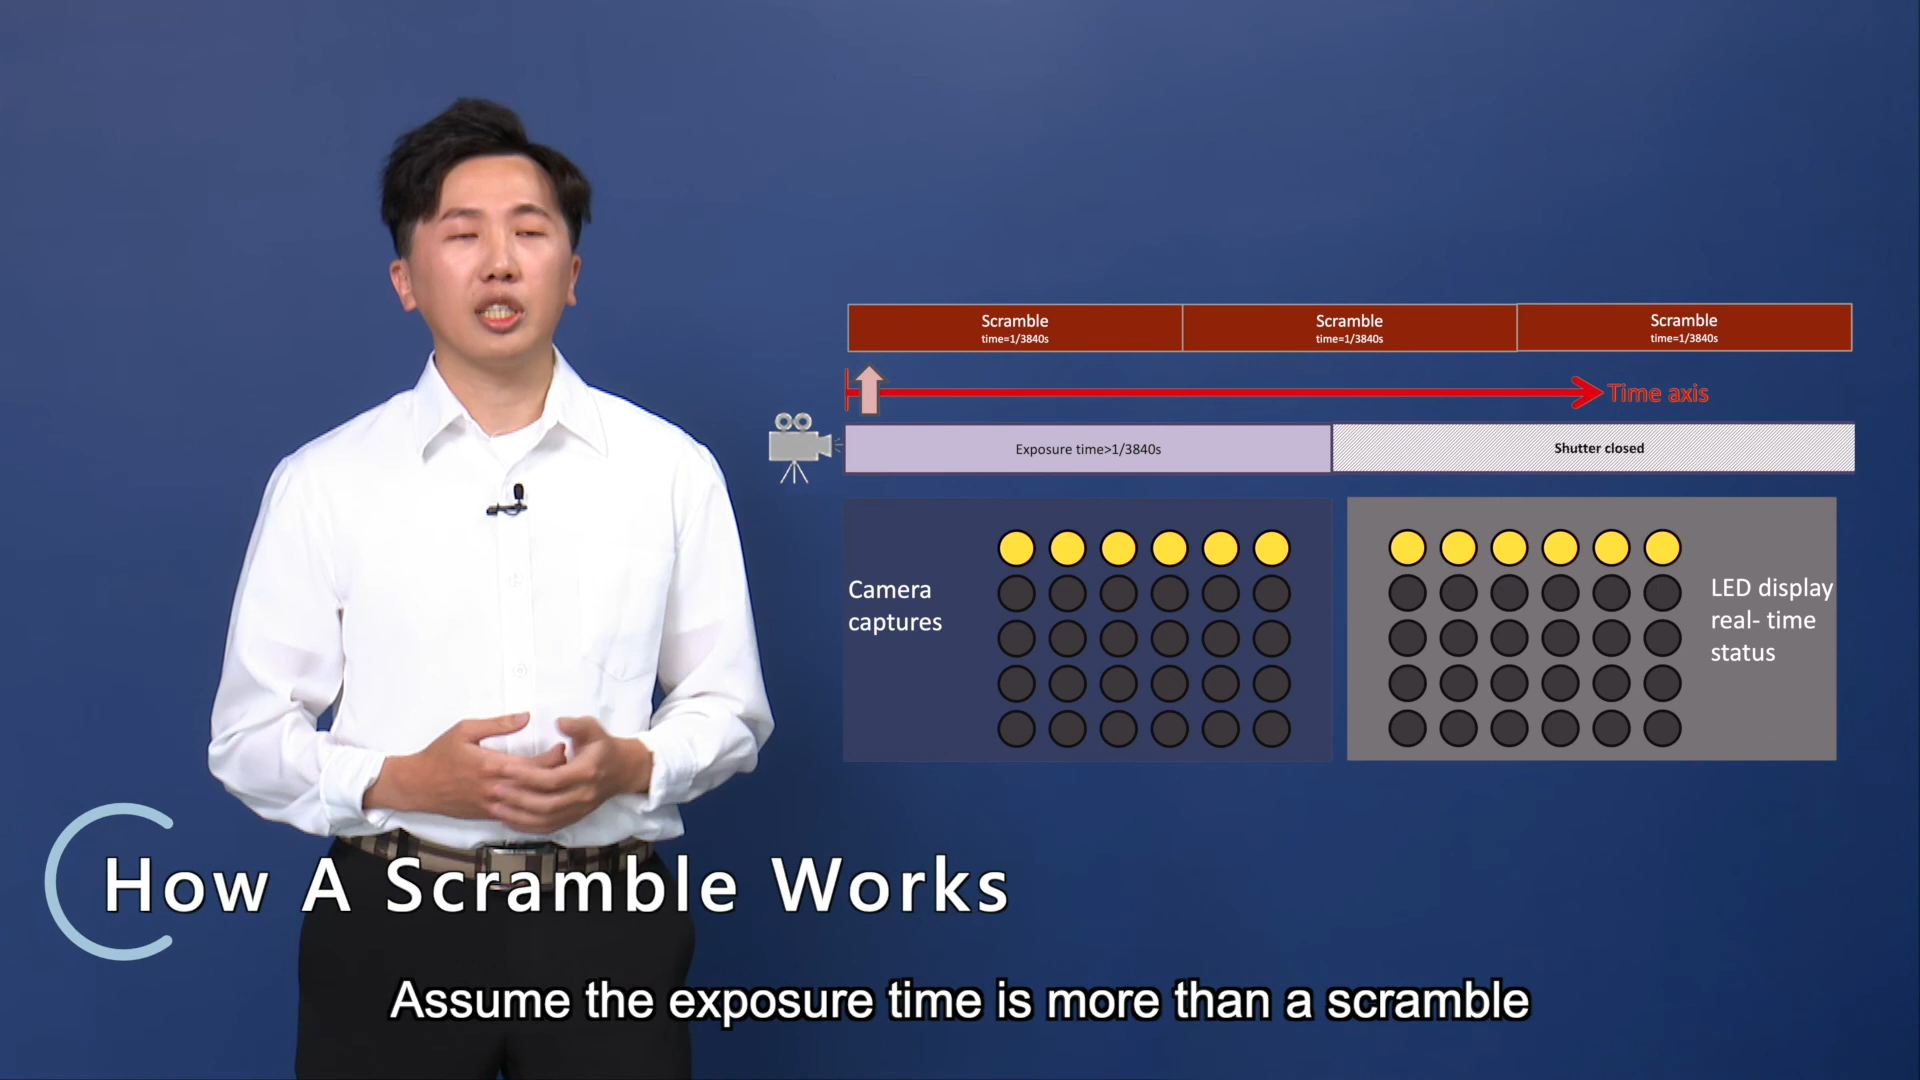 Scramble
time=1/3840s
Scramble
time=1/3840s
Scramble
time=1/3840s
Time axis
Exposure time>1/3840s
Shutter closed
Camera
captures
LED display
real- time
status
How A Scramble Works
Assume the exposure time is more than a scramble